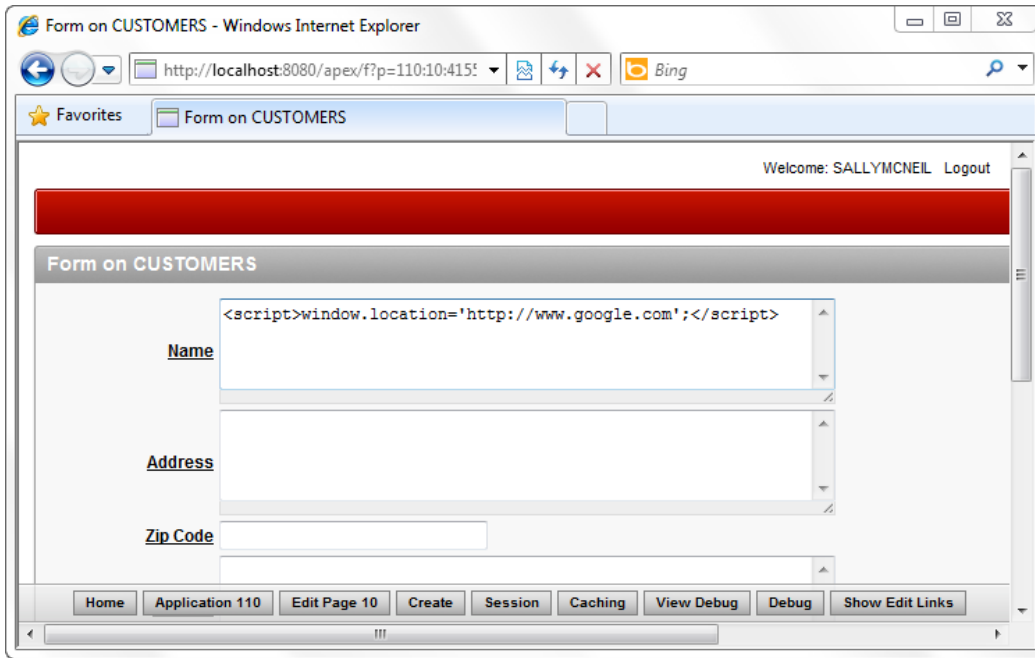 Form on CUSTOMERS - Windows Internet Explorer
http://localhost:8080/apex/f?p=110:10:415
Bing
Favorites
Form on CUSTOMERS
Welcome: SALLYMCNEIL Logout
Form on CUSTOMERS
<script>window.location='http://www.google.com';</script>
Name
Address
Zip Code
Home Application 110 Edit Page 10 Create Session Caching View Debug Debug Show Edit Links